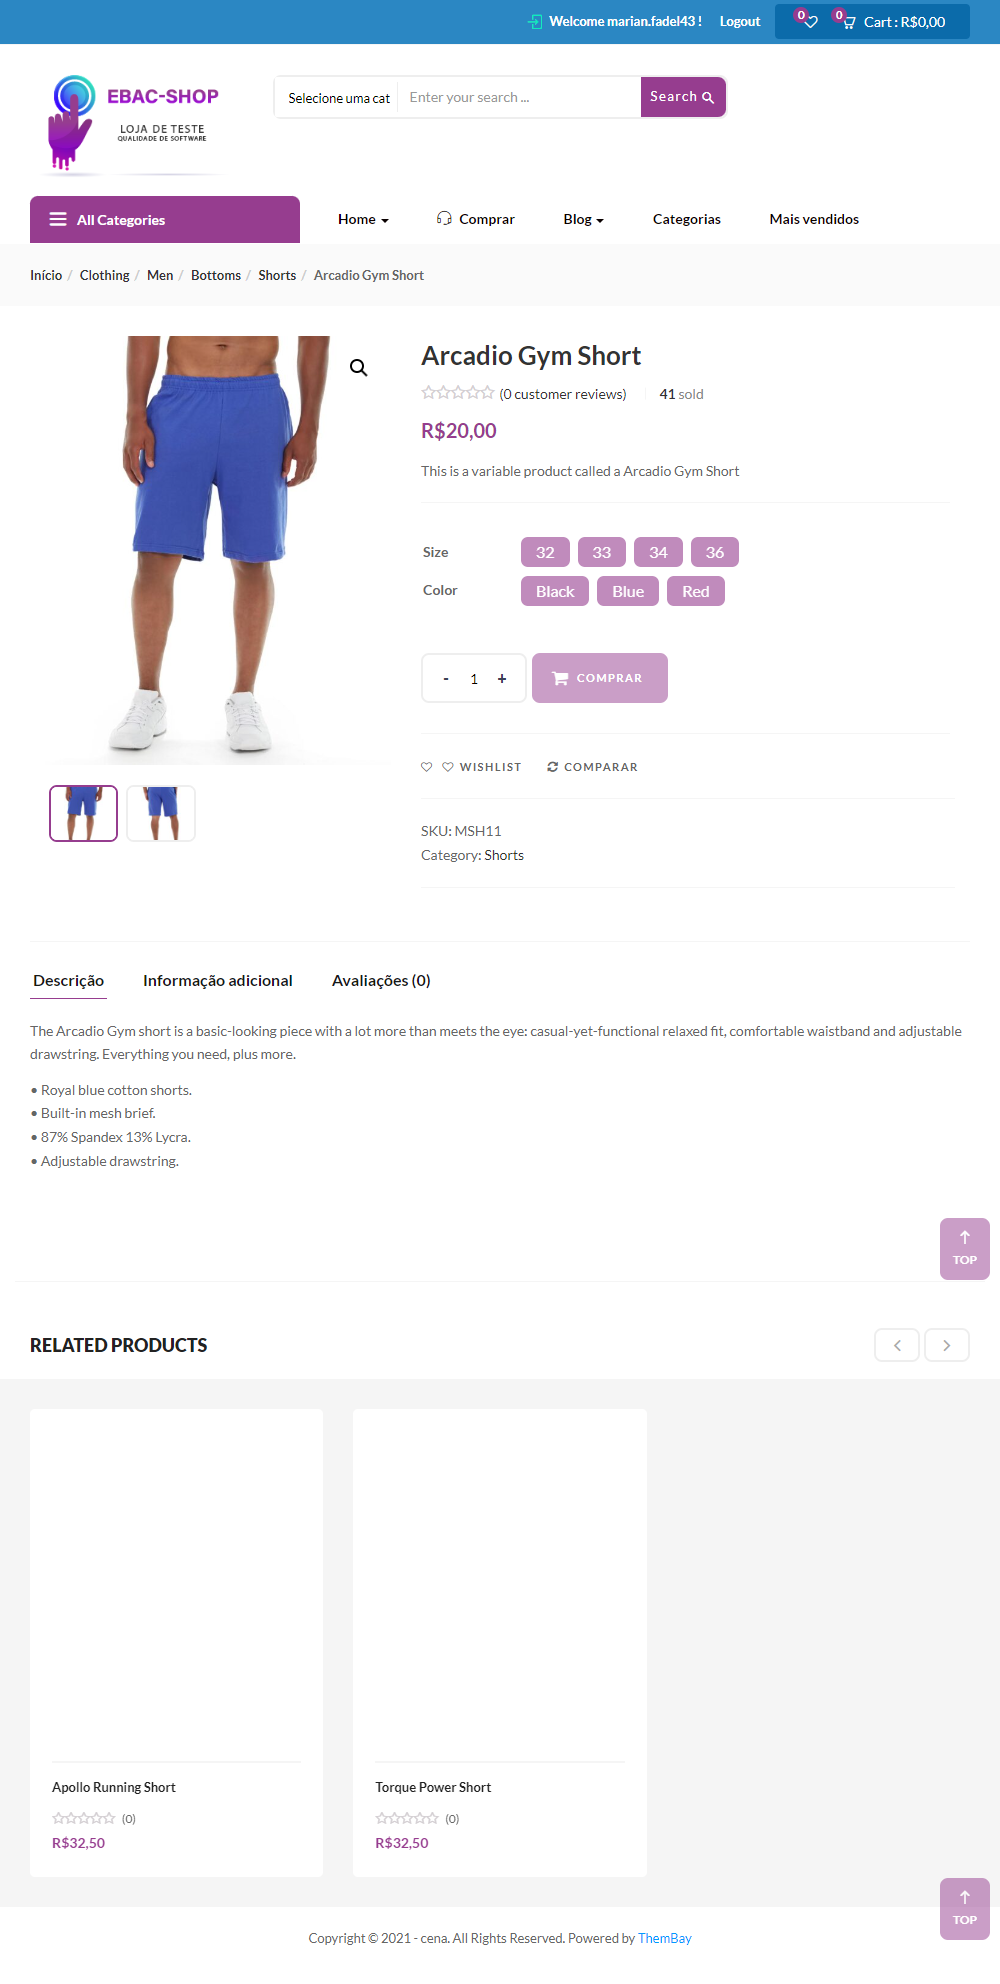 Welcome marian.fadel43 ! Logout 0 0 Cart : R$0,00
EBAC-SHOP
LOJA DE TESTE
QUALIDADE DE SOFTWARE
Selecione uma cat Enter your search ... Search
All Categories Home Comprar Blog Categorias Mais vendidos
Início / Clothing / Men / Bottoms / Shorts / Arcadio Gym Short
Arcadio Gym Short
(0 customer reviews) 41 sold
R$20,00
This is a variable product called a Arcadio Gym Short
Size 32 33 34 36
Color Black Blue Red
- 1 + COMPRAR
WISHLIST COMPARAR
SKU: MSH11
Category: Shorts
Descrição Informação adicional Avaliações (0)
The Arcadio Gym short is a basic-looking piece with a lot more than meets the eye: casual-yet-functional relaxed fit, comfortable waistband and adjustable
drawstring. Everything you need, plus more.
• Royal blue cotton shorts.
• Built-in mesh brief.
• 87% Spandex 13% Lycra.
• Adjustable drawstring.
TOP
RELATED PRODUCTS
Apollo Running Short Torque Power Short
(0) (0)
R$32,50 R$32,50
TOP
Copyright © 2021 - cena. All Rights Reserved. Powered by ThemBay